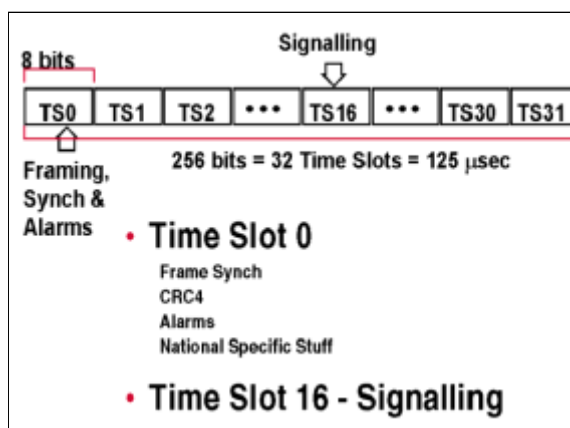 Signalling
8 bits
TS0 TS1 TS2 ••• TS16 ••• TS30 TS31
256 bits = 32 Time Slots = 125 μsec
Framing,
Synch &
Alarms
• Time Slot 0
Frame Synch
CRC4
Alarms
National Specific Stuff
• Time Slot 16 - Signalling